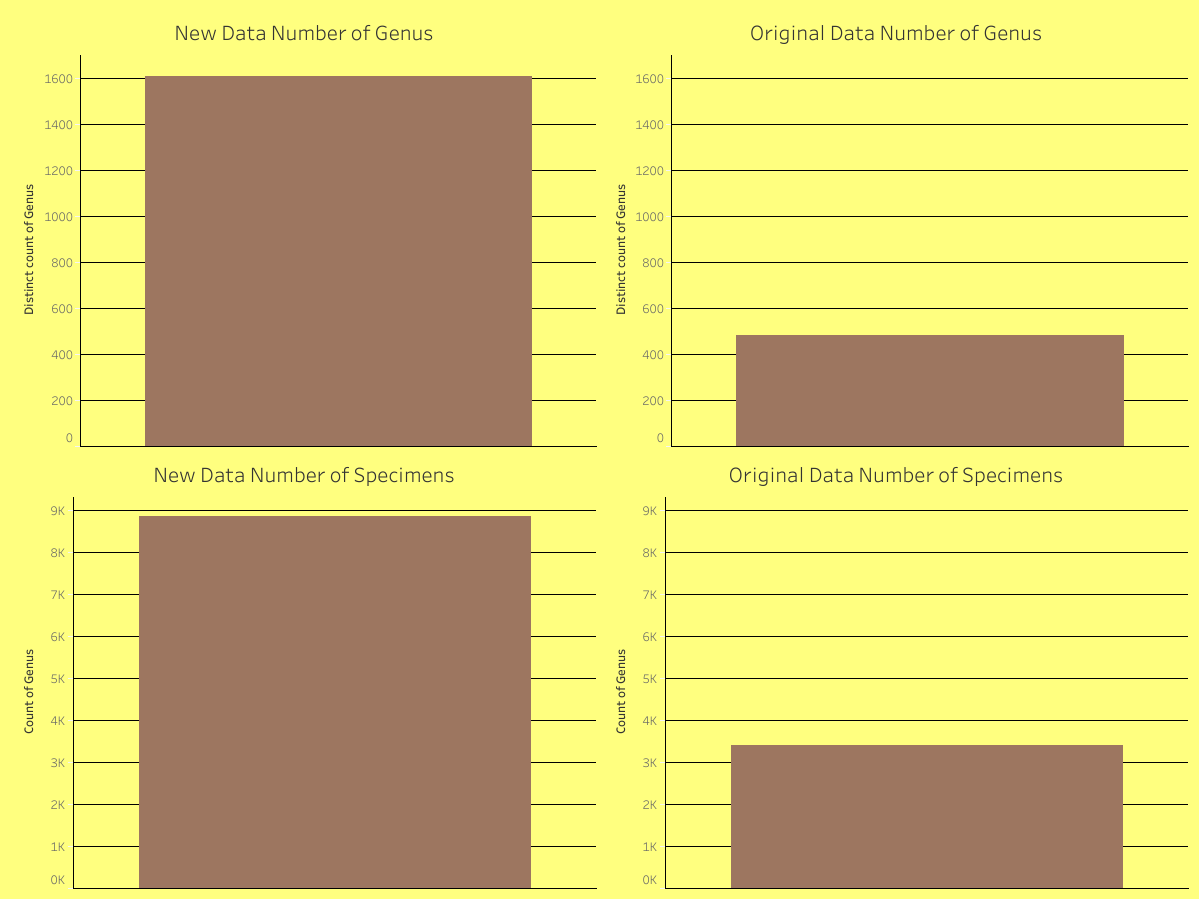 New Data Number of Genus
Distinct count of Genus
1600
1400
1200
1000
800
600
400
200
0
Original Data Number of Genus
Distinct count of Genus
1600
1400
1200
1000
800
600
400
200
0
New Data Number of Specimens
Count of Genus
9K
8K
7K
6K
5K
4K
3K
2K
1K
0K
Original Data Number of Specimens
Count of Genus
9K
8K
7K
6K
5K
4K
3K
2K
1K
0K